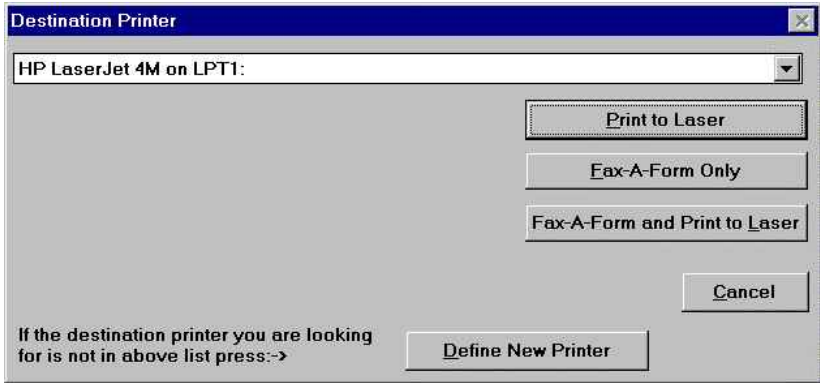 Destination Printer
HP LaserJet 4M on LPT1:
Print to Laser
Fax-A-Form Only
Fax-A-Form and Print to Laser
Cancel
If the destination printer you are looking
for is not in above list press:->
Define New Printer